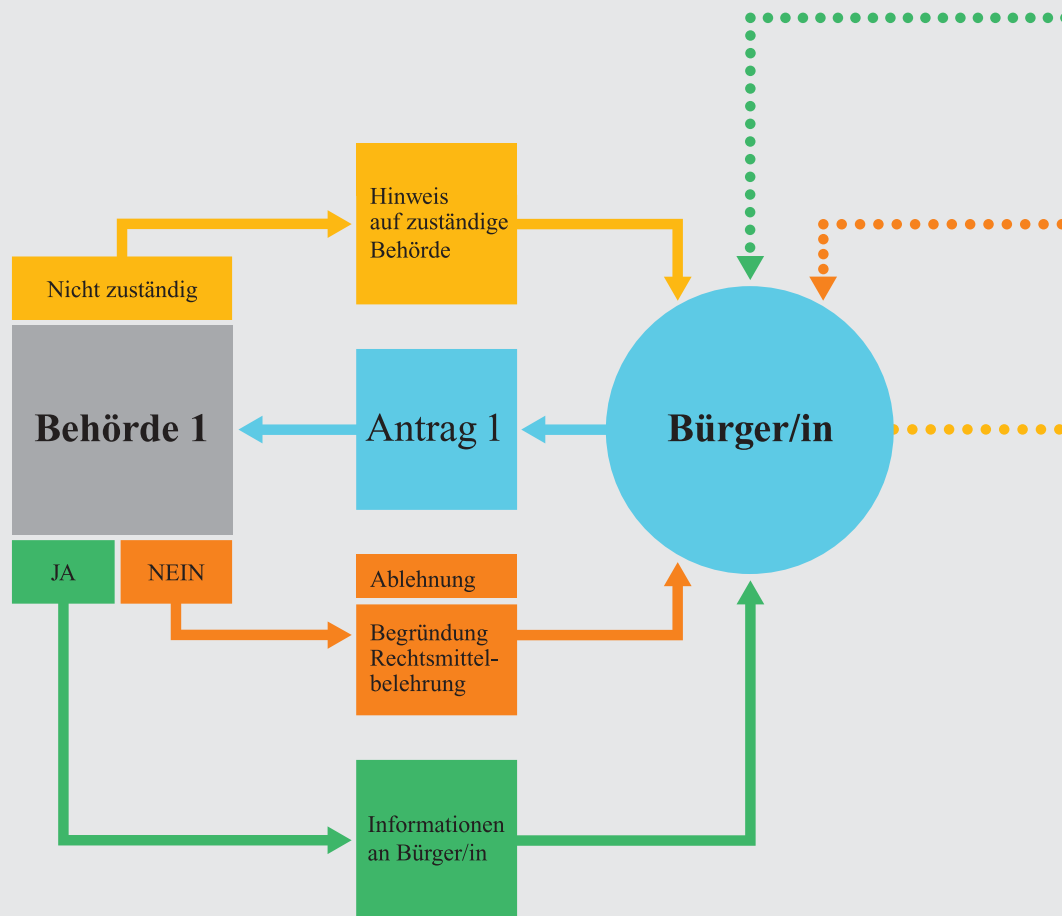 Hinweis
auf zuständige
Behörde
Nicht zuständig
Behörde 1
Antrag 1
Bürger/in
JA
NEIN
Ablehnung
Begründung
Rechtsmittel-
belehrung
Informationen
an Bürger/in